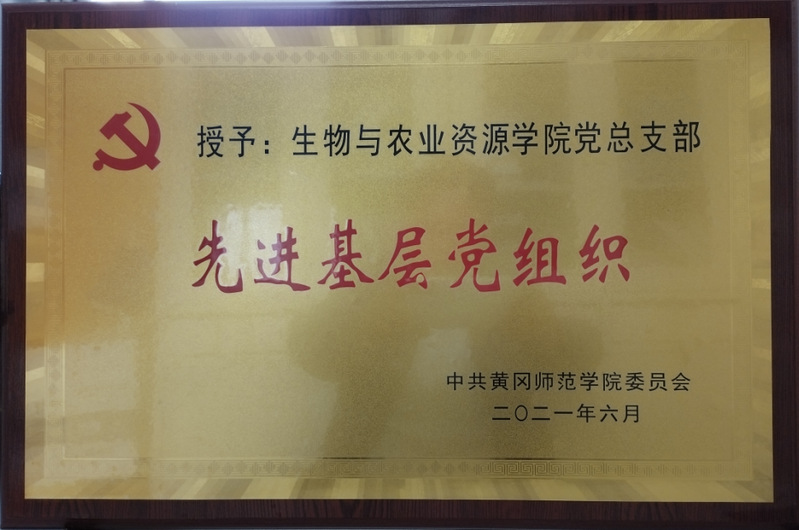 授予：生物与农业资源学院党总支部
先进基层党组织
中共黄冈师范学院委员会
二〇二一年六月